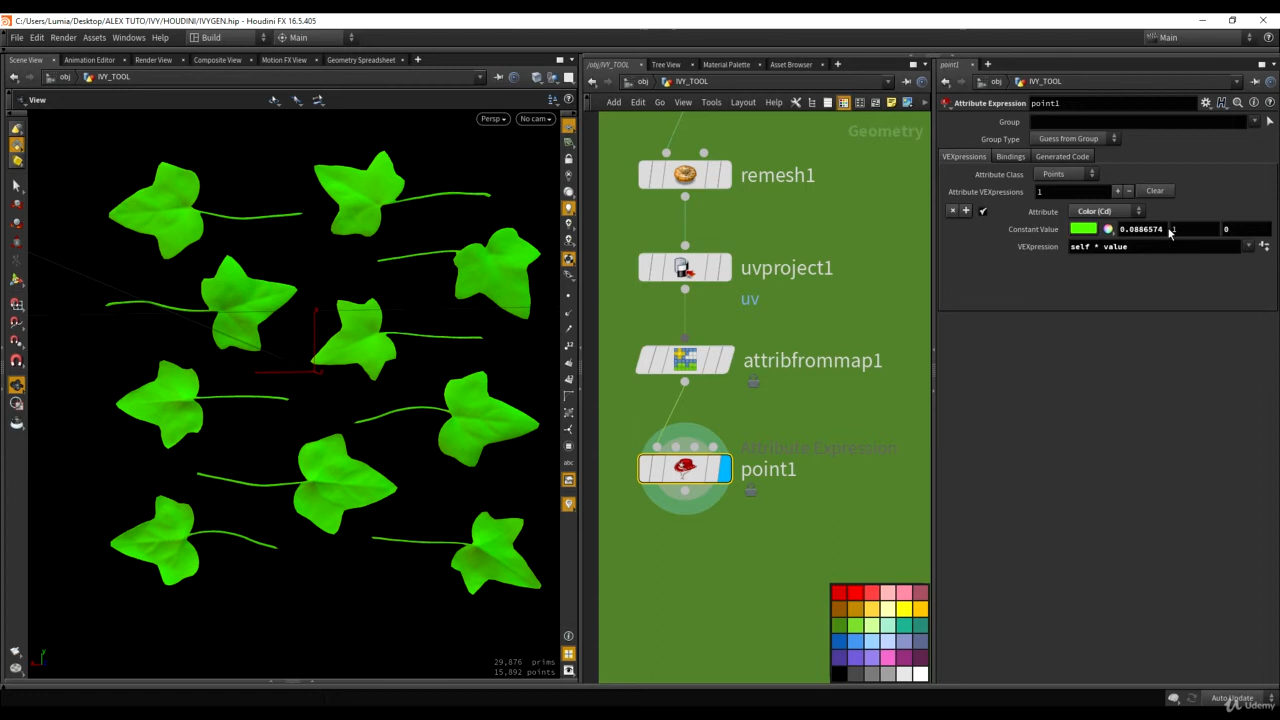 C:/Users/Lumia/Desktop/ALEX TUTO/IVY/HOUDINI/IVYGEN.hip - Houdini FX 16.5.405
File Edit Render Assets Windows Help Build Main Main
Scene View Animation Editor Render View Composite View Motion FX View Geometry Spreadsheet
obj IVY_TOOL
View
Persp No cam
29,876 prims
15,892 points
/obj/IVY_TOOL Tree View Material Palette Asset Browser
obj IVY_TOOL
Add Edit Go View Tools Layout Help
Geometry
remesh1
uvproject1
uv
attribfrommap1
Attribute Expression
point1
point1
obj IVY_TOOL
Attribute Expression point1
Group
Group Type Guess from Group
VEXpressions Bindings Generated Code
Attribute Class Points
Attribute VEXpressions 1 Clear
Attribute Color (Cd)
Constant Value 0.0886574 1 0
VEXpression self * value
abc
Auto Update
Udemy